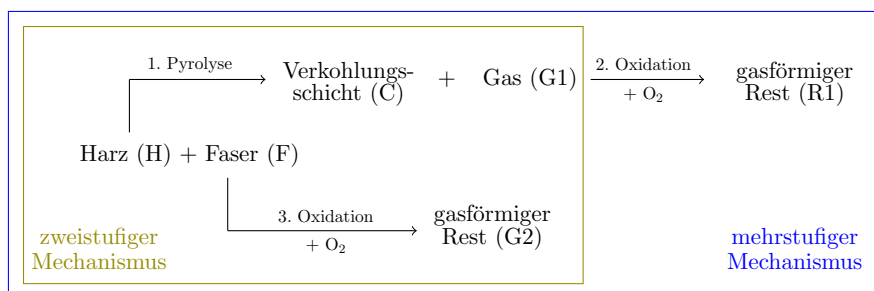 1. Pyrolyse
Verkohlungs-
schicht (C)
+
Gas (G1)
2. Oxidation
+ O₂
gasförmiger
Rest (R1)
Harz (H) + Faser (F)
3. Oxidation
+ O₂
gasförmiger
Rest (G2)
zweistufiger
Mechanismus
mehrstufiger
Mechanismus